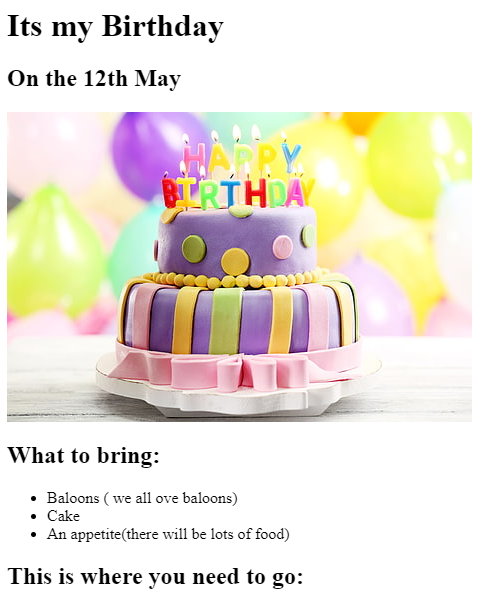 Its my Birthday
On the 12th May
HAPPY
BIRTHDAY
What to bring:
Baloons ( we all ove baloons)
Cake
An appetite(there will be lots of food)
This is where you need to go: